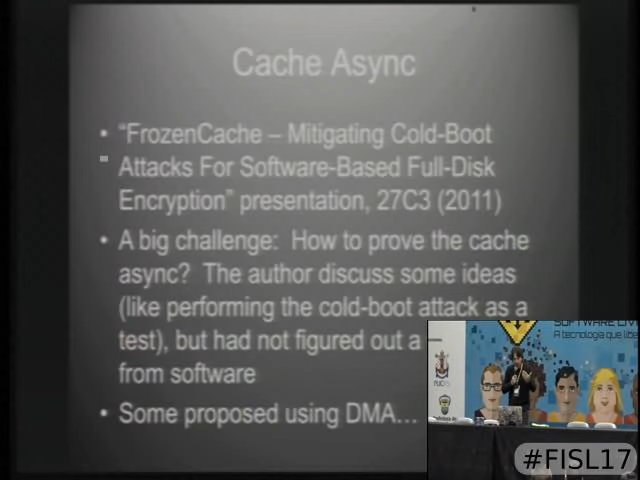 Cache Async
• “FrozenCache – Mitigating Cold-Boot
Attacks For Software-Based Full-Disk
Encryption” presentation, 27C3 (2011)
• A big challenge: How to prove the cache
async? The author discuss some ideas
(like performing the cold-boot attack as a
test), but had not figured out a
from software
• Some proposed using DMA...
SOFTWARE LIV
A tecnologia que libe
#FISL17